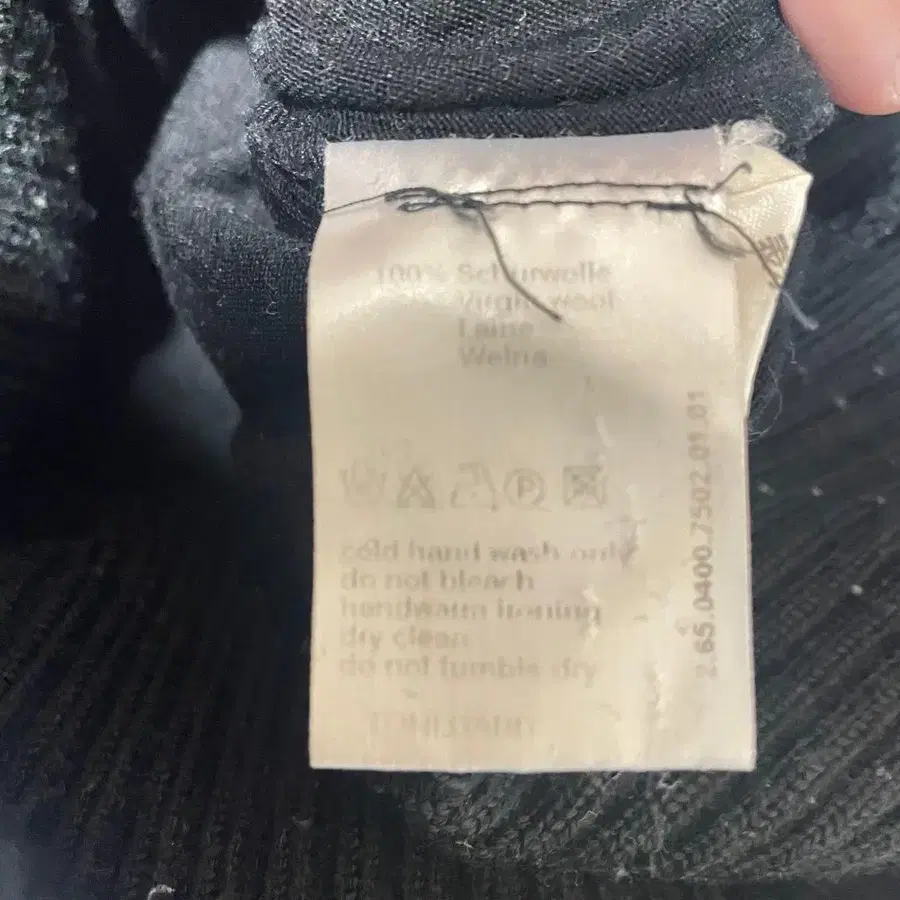 100% Schurwolle
Virgin wool
Laine
Welna
P
cold hand wash only
do not bleach
handwarm ironing
dry clean
do not tumble dry
2.65.0400.7502.01.01